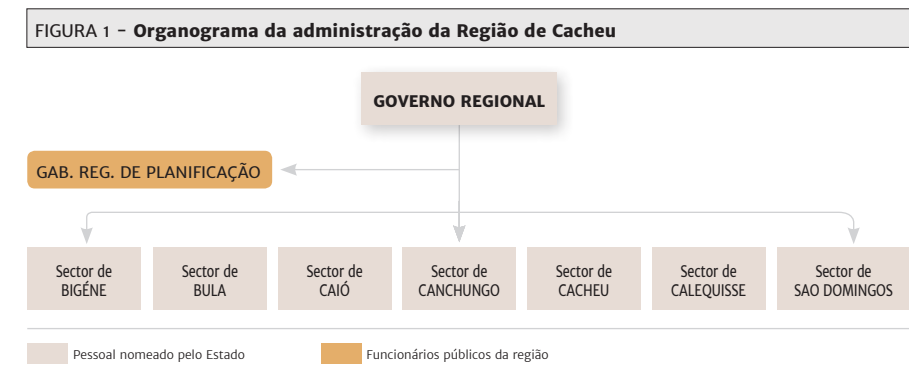 FIGURA 1 – Organograma da administração da Região de Cacheu
GOVERNO REGIONAL
GAB. REG. DE PLANIFICAÇÃO
Sector de
BIGÉNE
Sector de
BULA
Sector de
CAIÓ
Sector de
CANCHUNGO
Sector de
CACHEU
Sector de
CALEQUISSE
Sector de
SAO DOMINGOS
Pessoal nomeado pelo Estado
Funcionários públicos da região